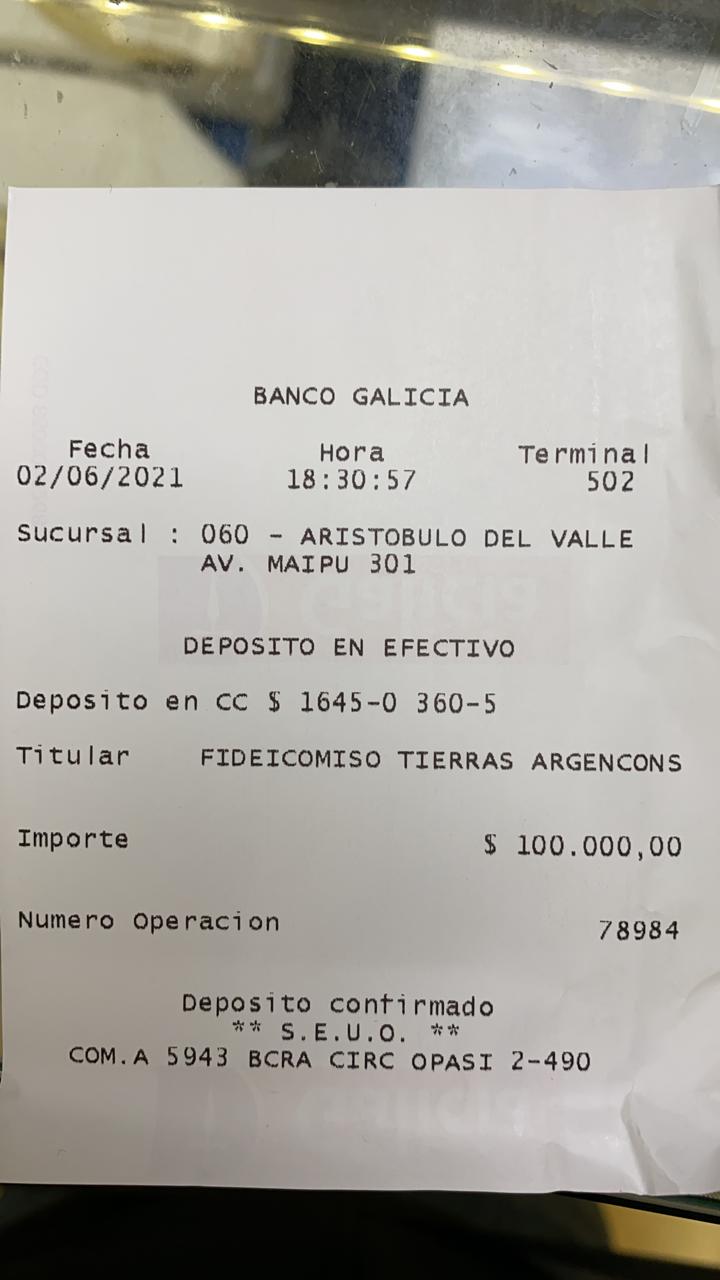 BANCO GALICIA
Fecha Hora Terminal
02/06/2021 18:30:57 502
Sucursal : 060 - ARISTOBULO DEL VALLE
AV. MAIPU 301
Galicia
DEPOSITO EN EFECTIVO
Deposito en CC $ 1645-0 360-5
Titular FIDEICOMISO TIERRAS ARGENCONS
Importe $ 100.000,00
Numero Operacion 78984
Deposito confirmado
** S.E.U.O. **
COM.A 5943 BCRA CIRC OPASI 2-490
Galicia